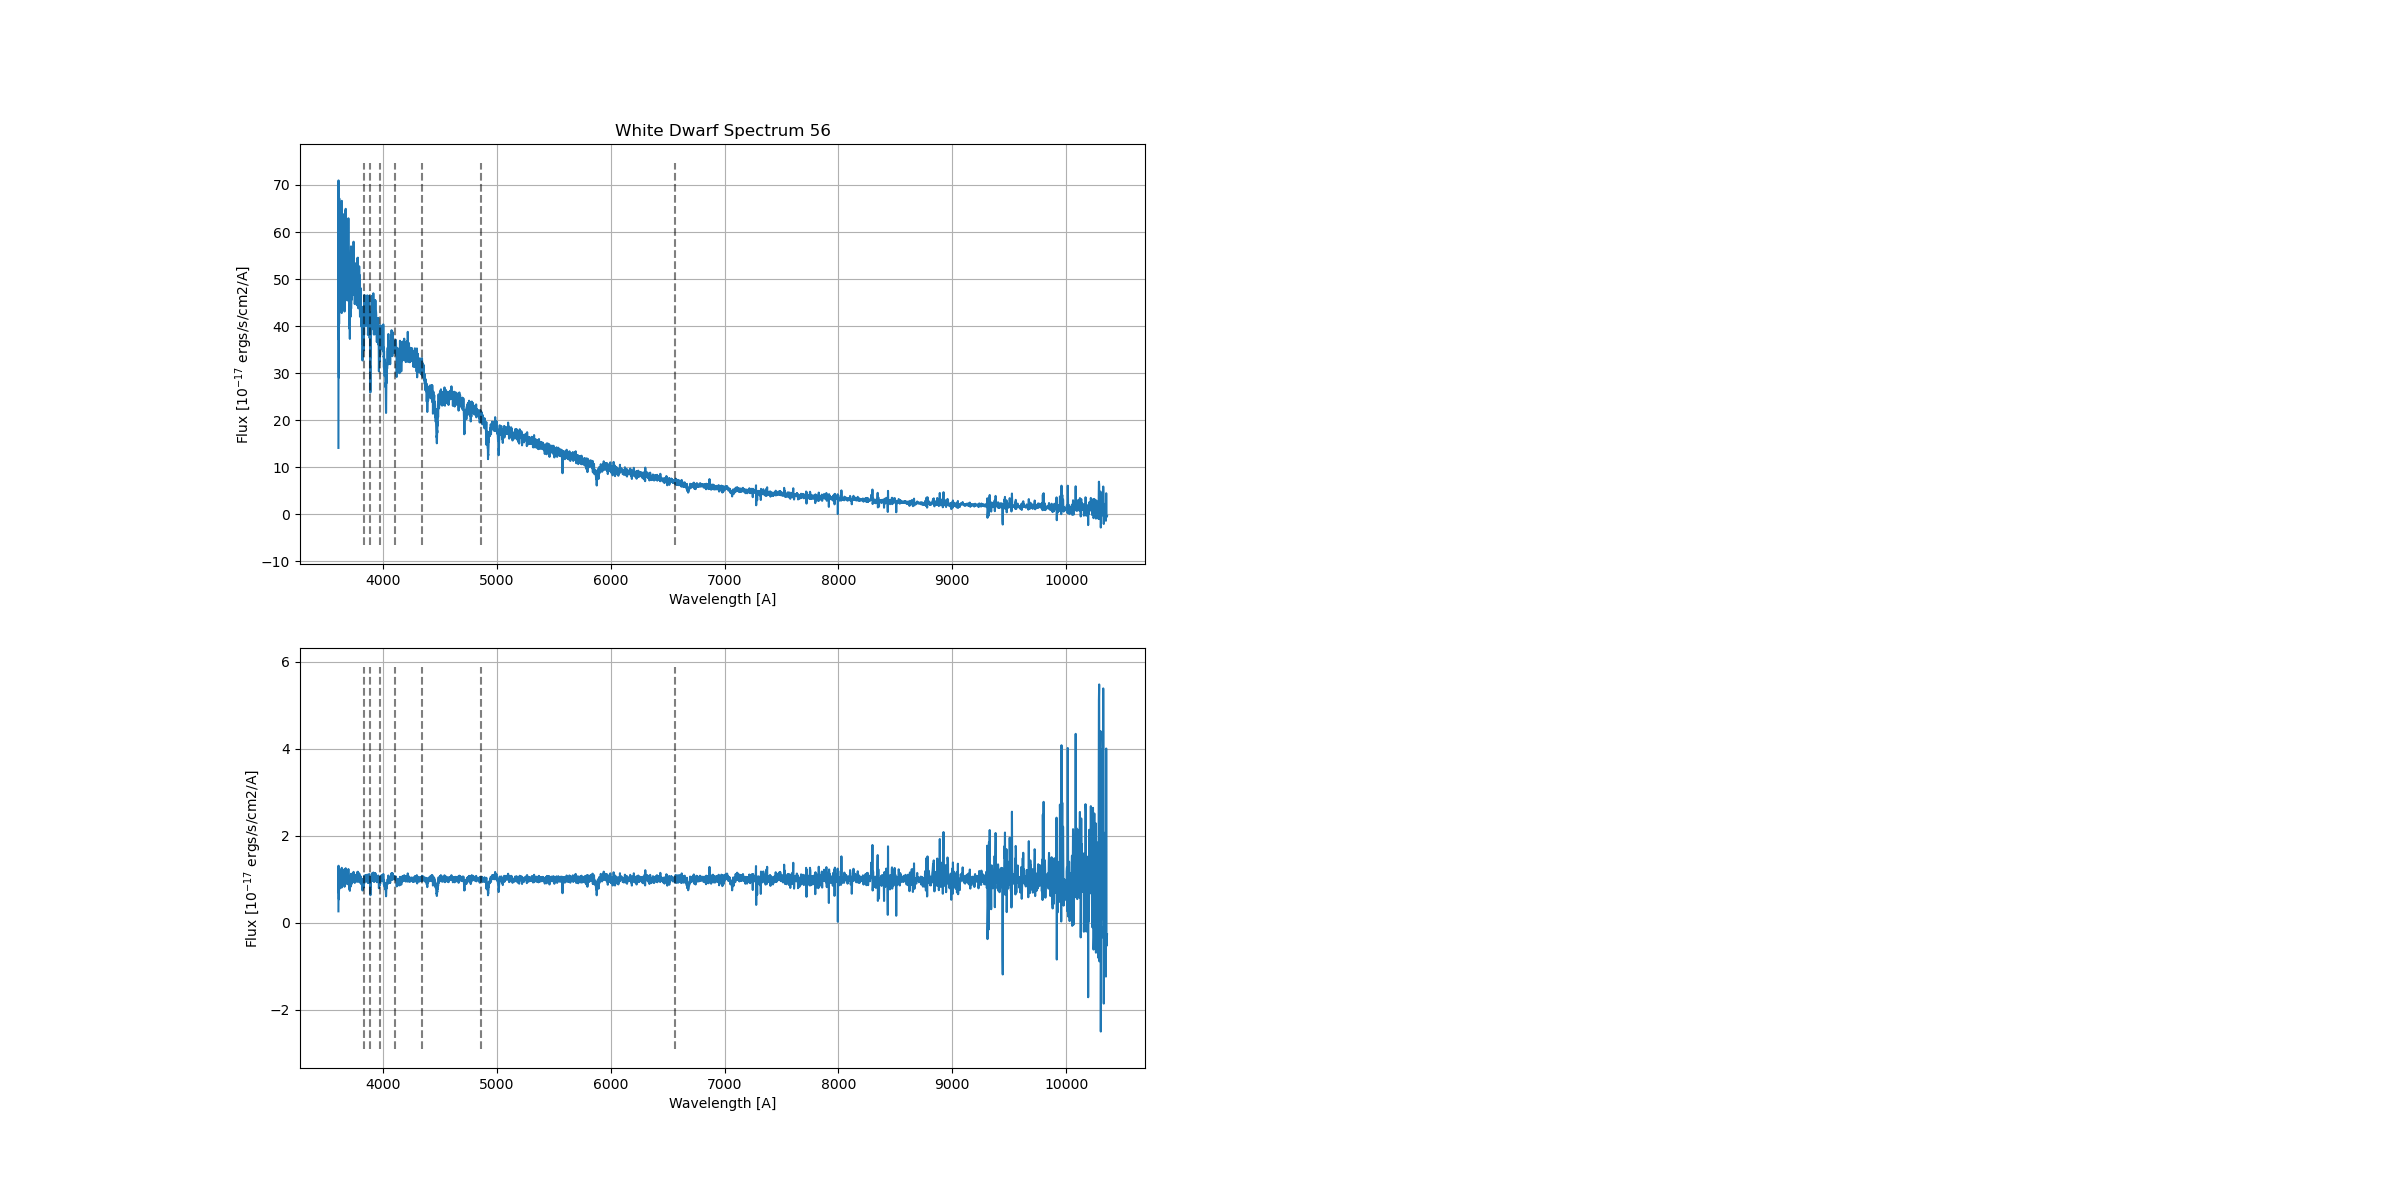 White Dwarf Spectrum 56
Flux [10⁻¹⁷ ergs/s/cm2/A]
70
60
50
40
30
20
10
0
−10
4000 5000 6000 7000 8000 9000 10000
Wavelength [A]
Flux [10⁻¹⁷ ergs/s/cm2/A]
6
4
2
0
−2
4000 5000 6000 7000 8000 9000 10000
Wavelength [A]